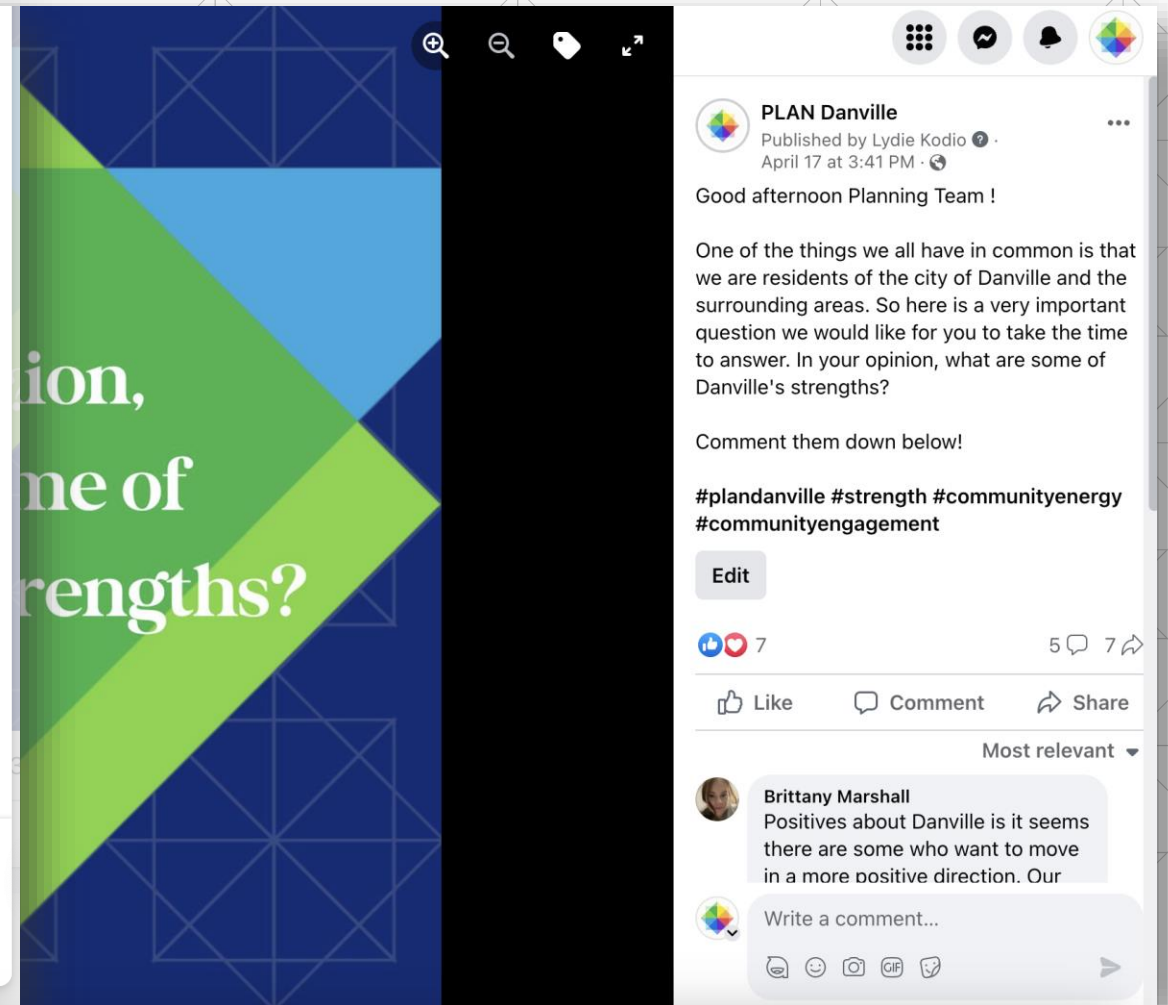 ion,
me of
rengths?
PLAN Danville
Published by Lydie Kodio ·
April 17 at 3:41 PM ·
Good afternoon Planning Team !
One of the things we all have in common is that
we are residents of the city of Danville and the
surrounding areas. So here is a very important
question we would like for you to take the time
to answer. In your opinion, what are some of
Danville's strengths?
Comment them down below!
#plandanville #strength #communityenergy
#communityengagement
Edit
7
5
7
Like
Comment
Share
Most relevant
Brittany Marshall
Positives about Danville is it seems
there are some who want to move
in a more positive direction. Our
Write a comment...
GIF